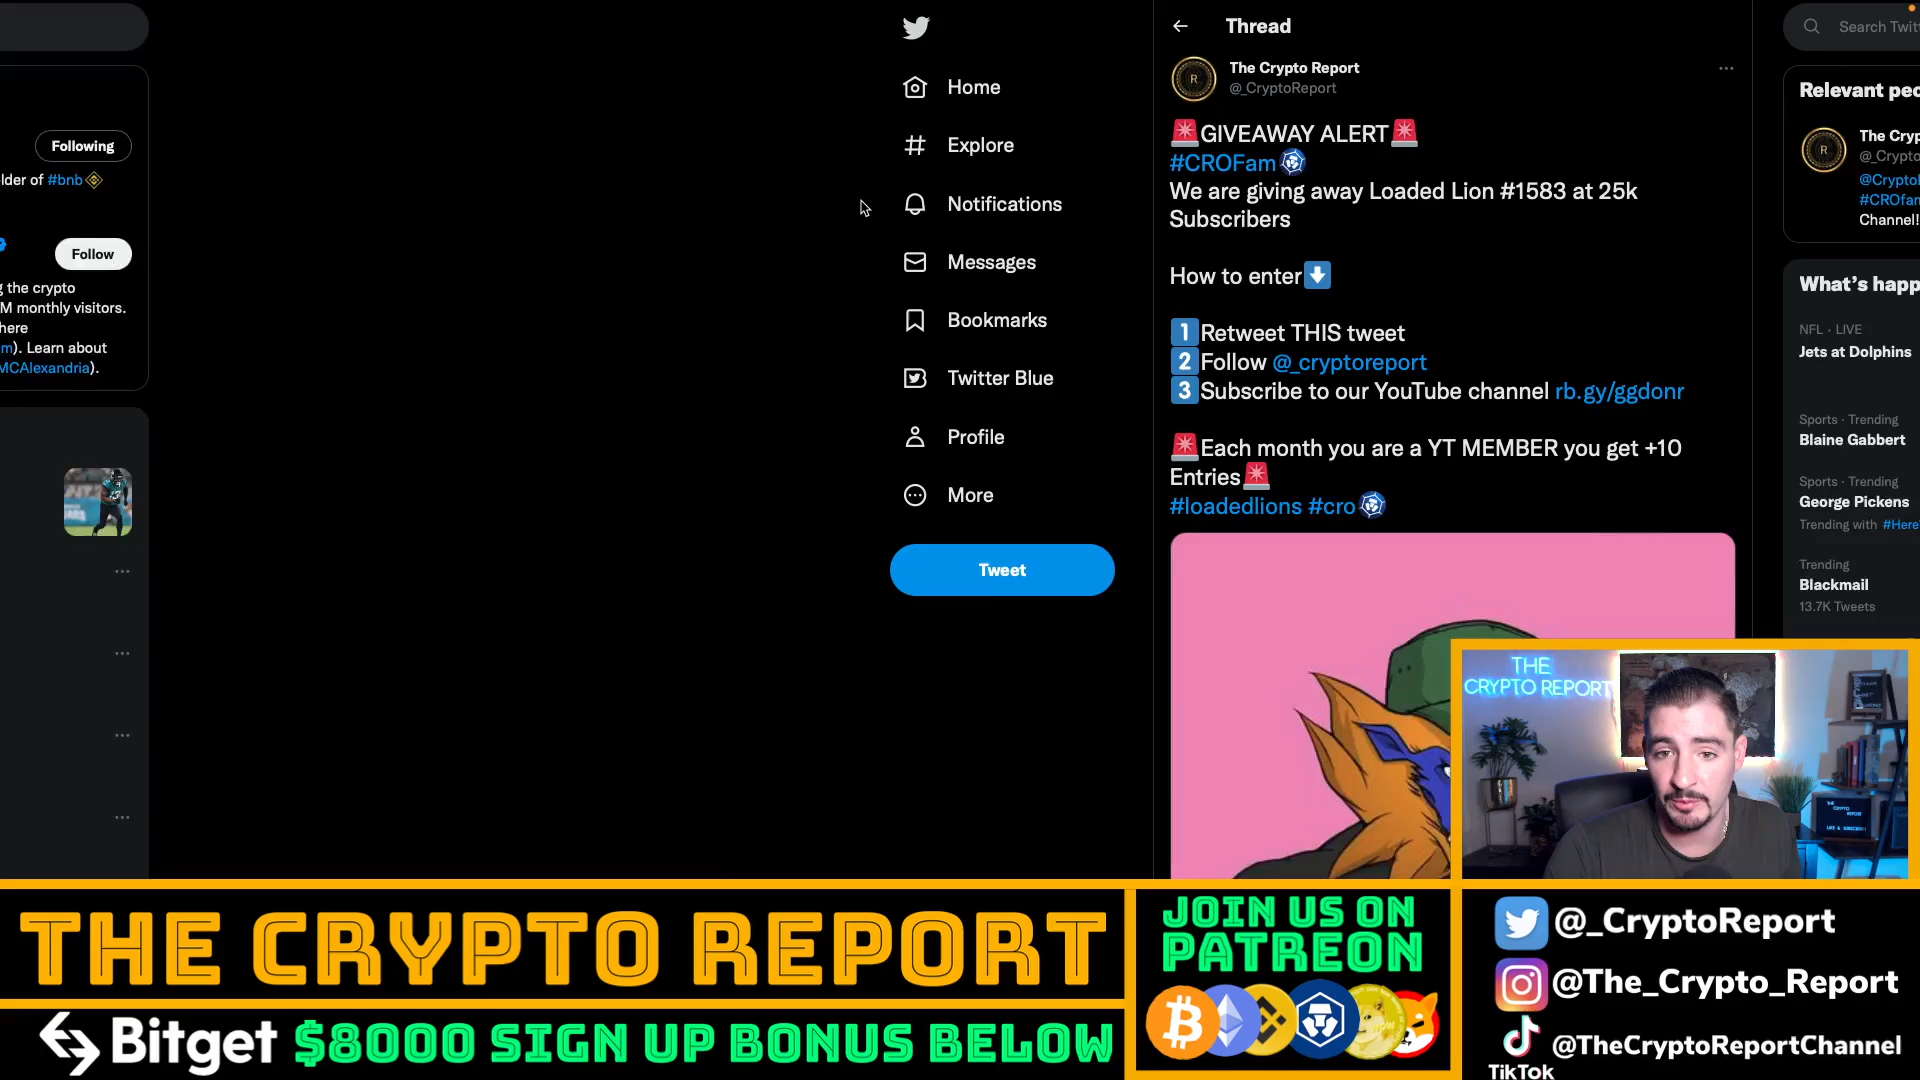 Following
lder of #bnb
Follow
g the crypto
M monthly visitors.
here
m). Learn about
MCAlexandria).
Home
Explore
Notifications
Messages
Bookmarks
Twitter Blue
Profile
More
Tweet
Thread
The Crypto Report
@_CryptoReport
GIVEAWAY ALERT
#CROFam
We are giving away Loaded Lion #1583 at 25k
Subscribers
How to enter
1 Retweet THIS tweet
2 Follow @_cryptoreport
3 Subscribe to our YouTube channel rb.gy/ggdonr
Each month you are a YT MEMBER you get +10
Entries
#loadedlions #cro
Search Twitt
Relevant peo
The Cryp
@_Crypto
@Cryptol
#CROfam
Channel!
What's happ
NFL · LIVE
Jets at Dolphins
Sports · Trending
Blaine Gabbert
Sports · Trending
George Pickens
Trending with #Here
Trending
Blackmail
13.7K Tweets
THE
CRYPTO REPORT
THE CRYPTO REPORT
Bitget $8000 SIGN UP BONUS BELOW
JOIN US ON
PATREON
@_CryptoReport
@The_Crypto_Report
@TheCryptoReportChannel
TikTok